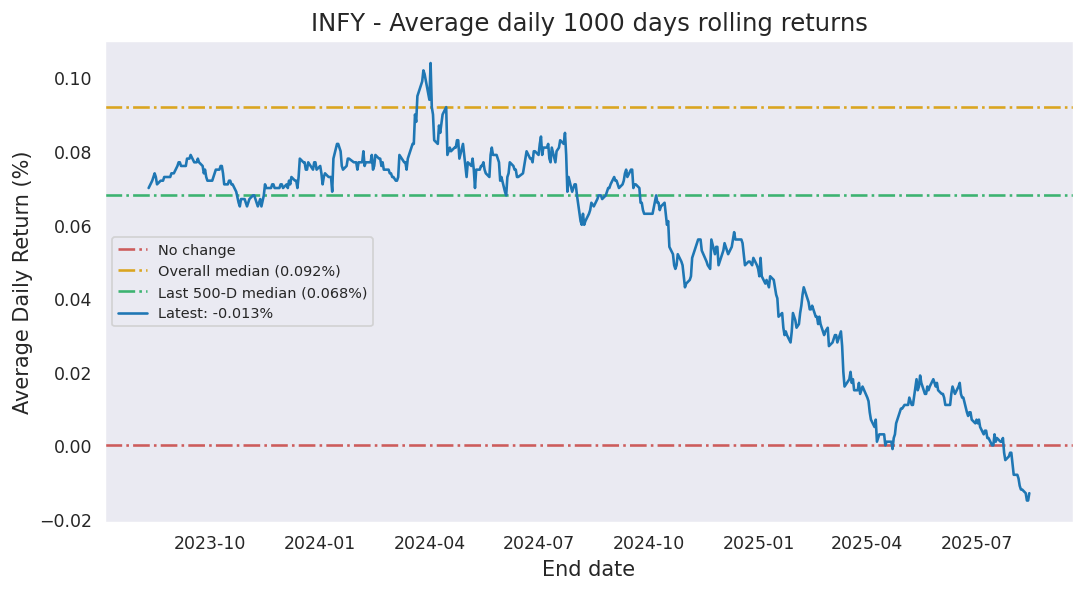 INFY - Average daily 1000 days rolling returns
Average Daily Return (%)
0.10
0.08
0.06
0.04
0.02
0.00
−0.02
No change
Overall median (0.092%)
Last 500-D median (0.068%)
Latest: -0.013%
2023-10 2024-01 2024-04 2024-07 2024-10 2025-01 2025-04 2025-07
End date